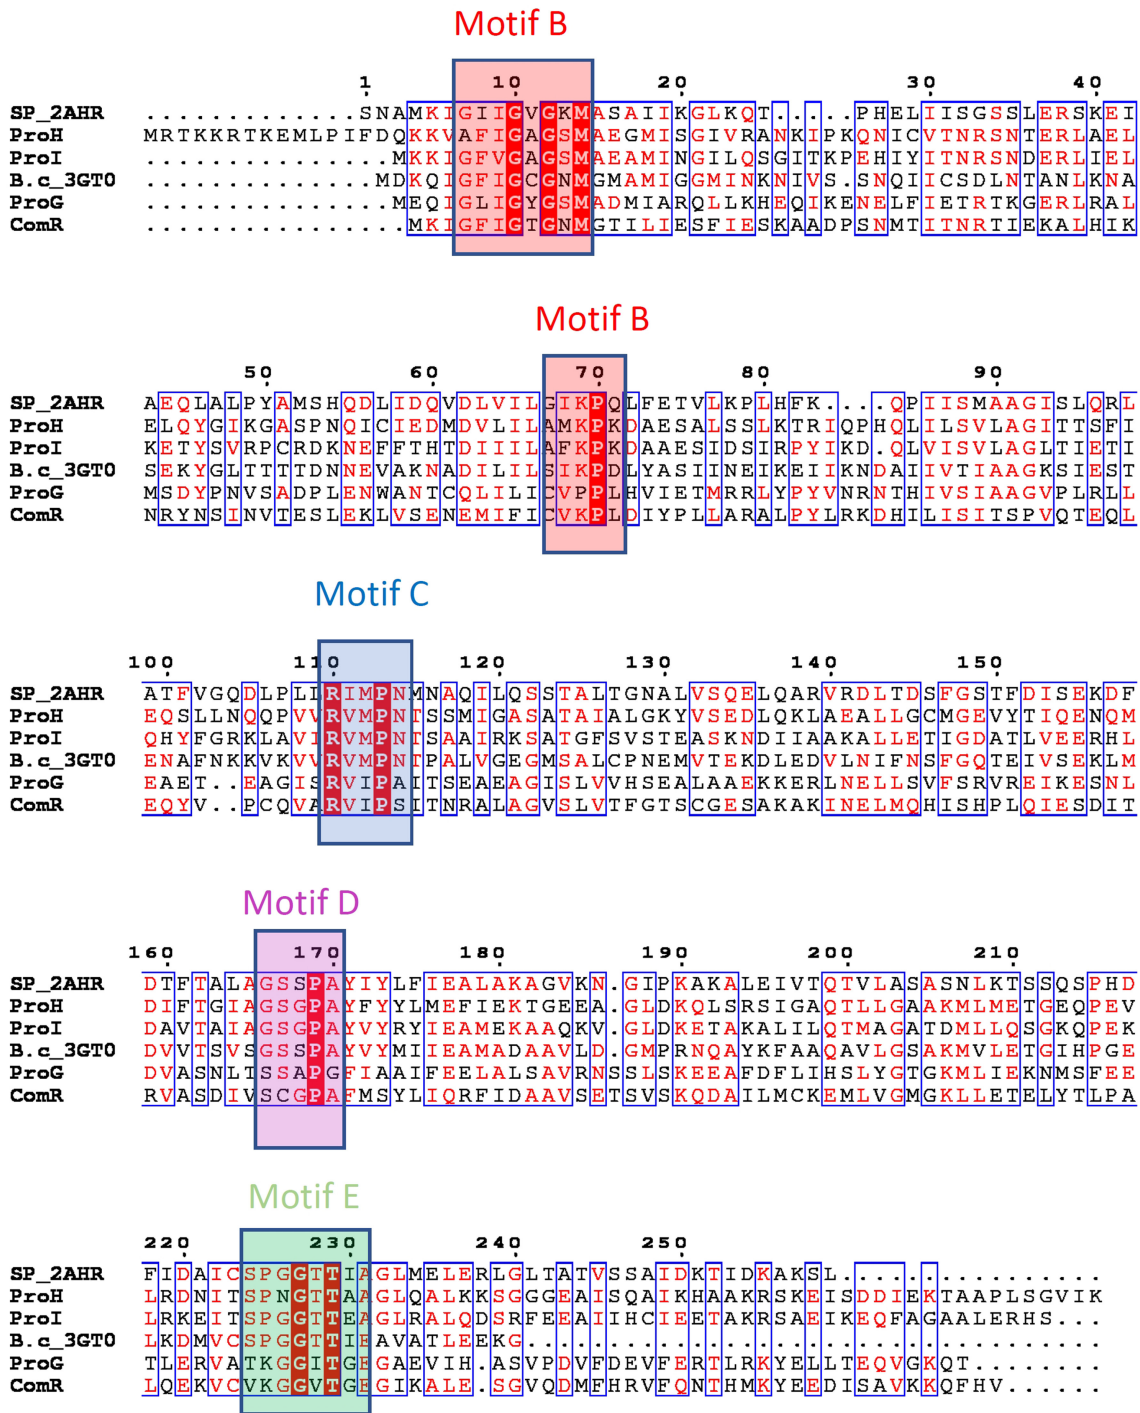 Motif B
1 10 20 30 40
SP_2AHR .............SNAMKIGIIGVGKMASAIIKGLKQT.....PHELIISGSSLERSKEI
ProH MRTKKRTKEMLPIFDQKKVAFIGAGSMAEGMISGIVRANKIPKQNICVTNRSNTERLAEL
ProI ...............MKKIGFVGAGSMAEAMINGILQSGITKPEHIYITNRSNDERLIEL
B.c_3GT0 ..............MDKQIGFIGCGNMGMAMIGGMINKNIVS.SNQIICSDLNTANLKNA
ProG ...............MEQIGLIGYGSMADMIARQLLKHEQIKENELFIETRTKGERLRAL
ComR ................MKIGFIGTGNMGTILIESFIESKAADPSNMTITNRTIEKALHIK
Motif B
50 60 70 80 90
SP_2AHR AEQLALPYAMSHQDLIDQVDLVILGIKPQLFETVLKPLHFK...QPIISMAAGISLQRL
ProH ELQYGIKGASPNQICIEDMDVLILAMKPKDAESALSSLKTRIQPHQLILSVLAGITTSFI
ProI KETYSVRPCRDKNEFFTHTDIIILAFKPKDAAESIDSIRPYIKD.QLVISVLAGLTIETI
B.c_3GT0 SEKYGLTTTTDNNEVAKNADILILSIKPDLYASIINEIKEIIKNDAIIVTIAAGKSIEST
ProG MSDYPNVSADPLENWANTCQLILICVPPLHVIETMRRLYPYVNRNTHIVSIAAGVPLRLL
ComR NRYNSINVTESLEKLVSENEMIFICVKPLDIYPLLARALPYLRKDHILISITSPVQTEQL
Motif C
100 110 120 130 140 150
SP_2AHR ATFVGQDLPLIRIMPNMNAQILQSSTALTGNALVSQELQARVRDLTDSFGSTFDISEKDF
ProH EQSLLNQQPVVRVMPNTSSMIGASATAIALGKYVSEDLQKLAEALLGCMGEVYTIQENQM
ProI QHYFGRKLAVIRVMPNTSAAIRKSATGFSVSTEASKNDIIAAKALLETIGDATLVEERHL
B.c_3GT0 ENAFNKKVKVVRVMPNTPALVGEGMSALCPNEMVTEKDLEDVLNIFNSFGQTEIVSEKLM
ProG EAET..EAGISRVIPAITSEAEAGISLVVHSEALAAEKKERLNELLSVFSRVREIKESNL
ComR EQYV..PCQVARVIPSITNRALAGVSLVTFGTSCGESAKAKINELMQHISHPLQIESDIT
Motif D
160 170 180 190 200 210
SP_2AHR DTFTALAGSSPAYIYLFIEALAKAGVKN.GIPKAKALEIVTQTVLASASNLKTSSQSPHD
ProH DIFTGIAGSGPAYFYYLMEFIEKTGEEA.GLDKQLSRSIGAQTLLGAAKMLMETGEQPEV
ProI DAVTAIAGSGPAYVYRYIEAMEKAAQKV.GLDKETAKALILQTMAGATDMLLQSGKQPEK
B.c_3GT0 DVVTSVSGSSPAYVYMIIEAMADAAVLD.GMPRNQAYKFAAQAVLGSAKMVLETGIHPGE
ProG DVASNLTSSAPGFIAAIFEELALSAVRNSSLSKEEAFDFLIHSLYGTGKMLIEKNMSFEE
ComR RVASDIVSCGPAFMSYLIQRFIDAAVSETSVSKQDAILMCKEMLVGMGKLLETELYTLPA
Motif E
220 230 240 250
SP_2AHR FIDAICSPGGTTIAGLMELERLGLTATVSSAIDKTIDKAKSL................
ProH LRDNITSPNGTTAAGLQALKKSGGGEAISQAIKHAAKRSKEISDDIEKTAAPLSGVIK
ProI LRKEITSPGGTTEAGLRALQDSRFEEAIIHCIEETAKRSAEIKEQFAGAALERHS...
B.c_3GT0 LKDMVCSPGGTTIEAVATLEEKG...................................
ProG TLERVATKGGITGEGAEVIH.ASVPDVFDEVFERTLRKYELLTEQVGKQT........
ComR LQEKVCVKGGVTGEGIKALE.SGVQDMFHRVFQNTHMKYEEDISAVKKQFHV......